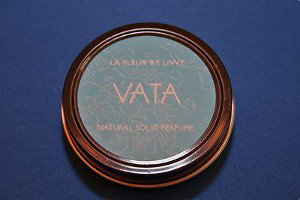 LA FLEUR BY LIVVY
VATA
NATURAL SOLID PERFUME